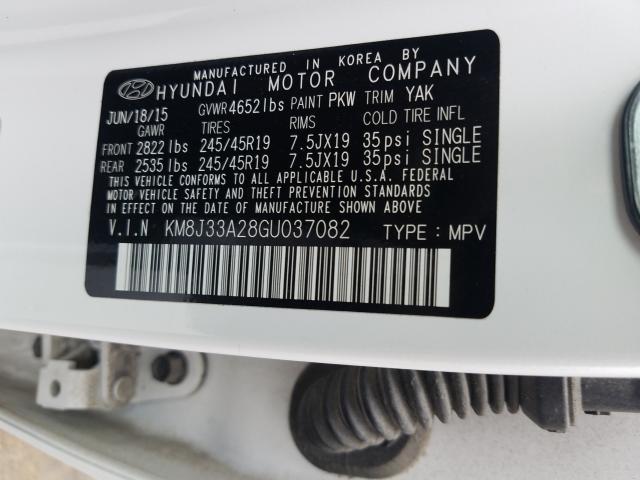 MANUFACTURED IN KOREA BY
HYUNDAI MOTOR COMPANY
JUN/18/15 GVWR 4652 lbs PAINT PKW TRIM YAK
GAWR TIRES RIMS COLD TIRE INFL
FRONT 2822 lbs 245/45R19 7.5JX19 35psi SINGLE
REAR 2535 lbs 245/45R19 7.5JX19 35psi SINGLE
THIS VEHICLE CONFORMS TO ALL APPLICABLE U.S.A. FEDERAL
MOTOR VEHICLE SAFETY AND THEFT PREVENTION STANDARDS
IN EFFECT ON THE DATE OF MANUFACTURE SHOWN ABOVE.
V.I.N KM8J33A28GU037082 TYPE : MPV